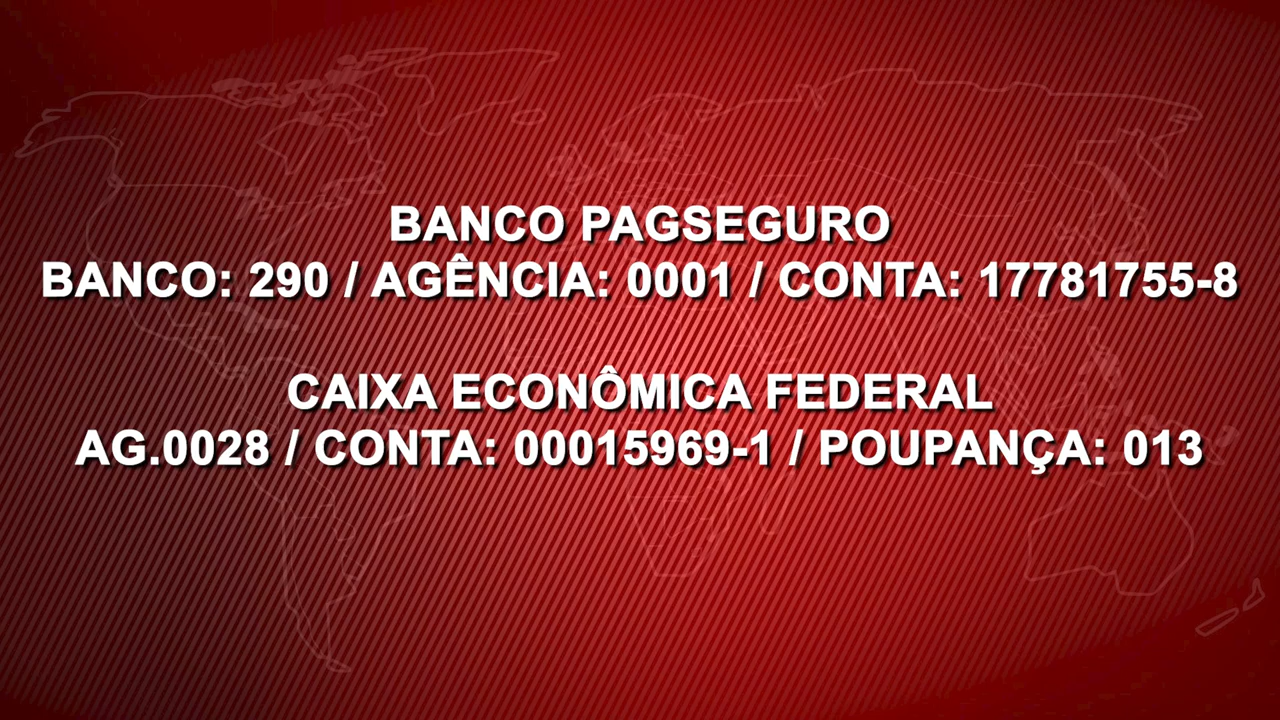 BANCO PAGSEGURO
BANCO: 290 / AGÊNCIA: 0001 / CONTA: 17781755-8
CAIXA ECONÔMICA FEDERAL
AG.0028 / CONTA: 00015969-1 / POUPANÇA: 013